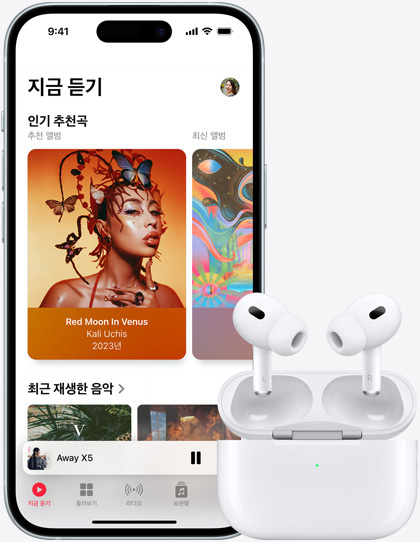 9:41
지금 듣기
인기 추천곡
추천 앨범
최신 앨범
Red Moon In Venus
Kali Uchis
2023년
최근 재생한 음악 >
V
Away X5
지금 듣기
둘러보기
라디오
보관함
L
R